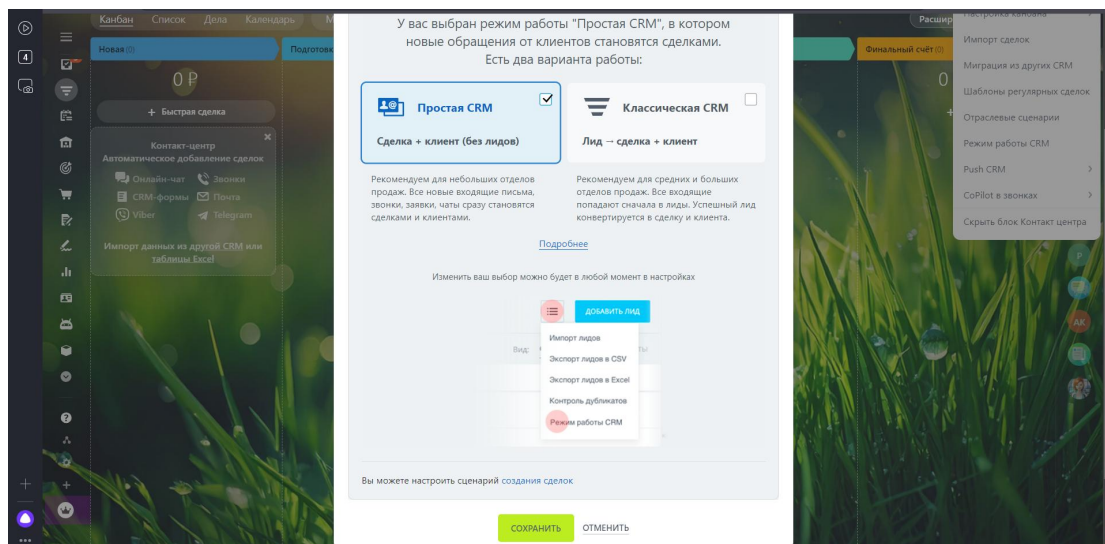 Канбан Список Дела Календарь
Новая (0)
0 ₽
+ Быстрая сделка
Контакт-центр
Автоматическое добавление сделок
Онлайн-чат Звонки
CRM-формы Почта
Viber Telegram
Импорт данных из другой CRM или
таблицы Excel
У вас выбран режим работы "Простая CRM", в котором
новые обращения от клиентов становятся сделками.
Есть два варианта работы:
Простая CRM
Сделка + клиент (без лидов)
Рекомендуем для небольших отделов
продаж. Все новые входящие письма,
звонки, заявки, чаты сразу становятся
сделками и клиентами.
Классическая CRM
Лид → сделка + клиент
Рекомендуем для средних и больших
отделов продаж. Все входящие
попадают сначала в лиды. Успешный лид
конвертируется в сделку и клиента.
Подробнее
Изменить ваш выбор можно будет в любой момент в настройках
ДОБАВИТЬ ЛИД
Вид:
Импорт лидов
Экспорт лидов в CSV
Экспорт лидов в Excel
Контроль дубликатов
Режим работы CRM
Вы можете настроить сценарий создания сделок
СОХРАНИТЬ ОТМЕНИТЬ
Финальный счёт (0)
0
Настройка канбана
Импорт сделок
Миграция из других CRM
Шаблоны регулярных сделок
Отраслевые сценарии
Режим работы CRM
Push CRM
CoPilot в звонках
Скрыть блок Контакт центра
P
AK
4